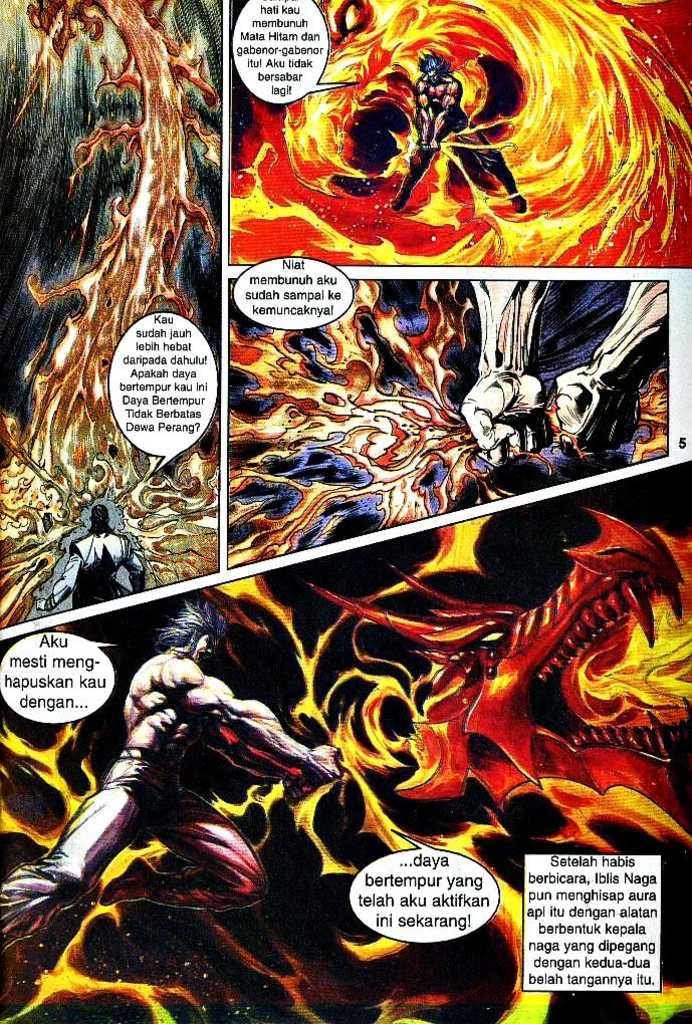 Kau
sudah jauh
lebih hebat
daripada dahulu!
Apakah daya
bertempur kau ini
Daya Bertempur
Tidak Berbatas
Dewa Perang?
Sampai
hati kau
membunuh
Mata Hitam dan
gabenor-gabenor
itu! Aku tidak
bersabar
lagi!
Niat
membunuh aku
sudah sampai ke
kemuncaknya!
5
Aku
mesti meng-
hapuskan kau
dengan...
...daya
bertempur yang
telah aku aktifkan
ini sekarang!
Setelah habis
berbicara, Iblis Naga
pun menghisap aura
api itu dengan alatan
berbentuk kepala
naga yang dipegang
dengan kedua-dua
belah tangannya itu.